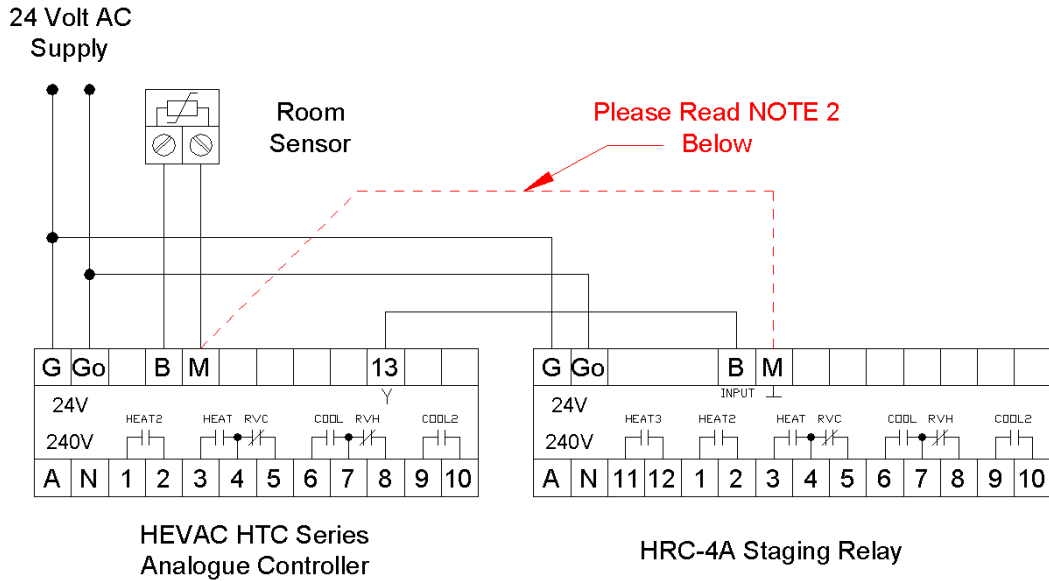 24 Volt AC
Supply
Room
Sensor
Please Read NOTE 2
Below
G Go B M 13
Y
24V
240V
HEAT2 HEAT RVC COOL RVH COOL2
A N 1 2 3 4 5 6 7 8 9 10
HEVAC HTC Series
Analogue Controller
G Go B M
INPUT
24V
240V
HEAT3 HEAT2 HEAT RVC COOL RVH COOL2
A N 11 12 1 2 3 4 5 6 7 8 9 10
HRC-4A Staging Relay